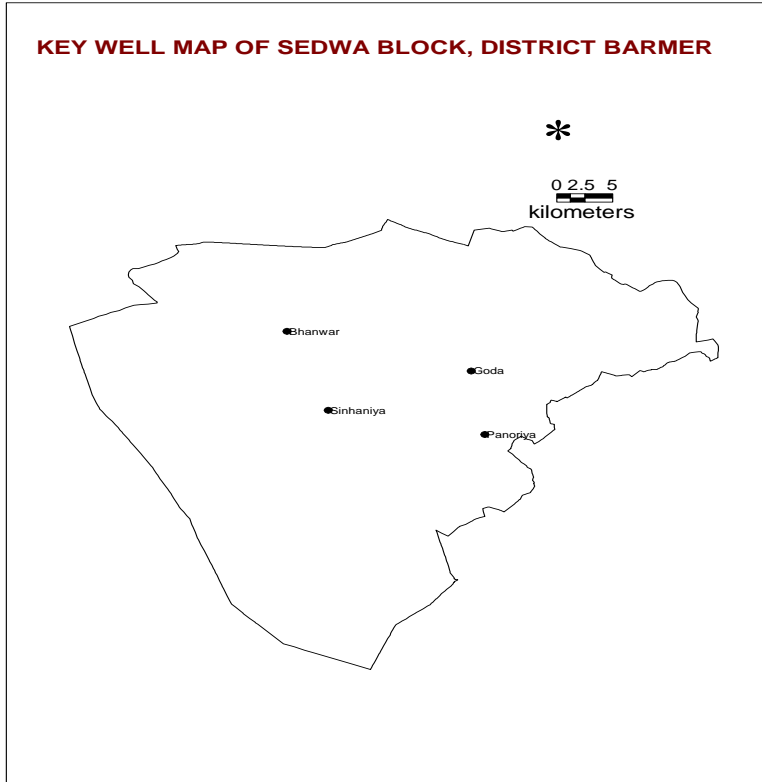 KEY WELL MAP OF SEDWA BLOCK, DISTRICT BARMER
*
0 2.5 5
kilometers
Bhanwar
Goda
Sinhaniya
Panoriya